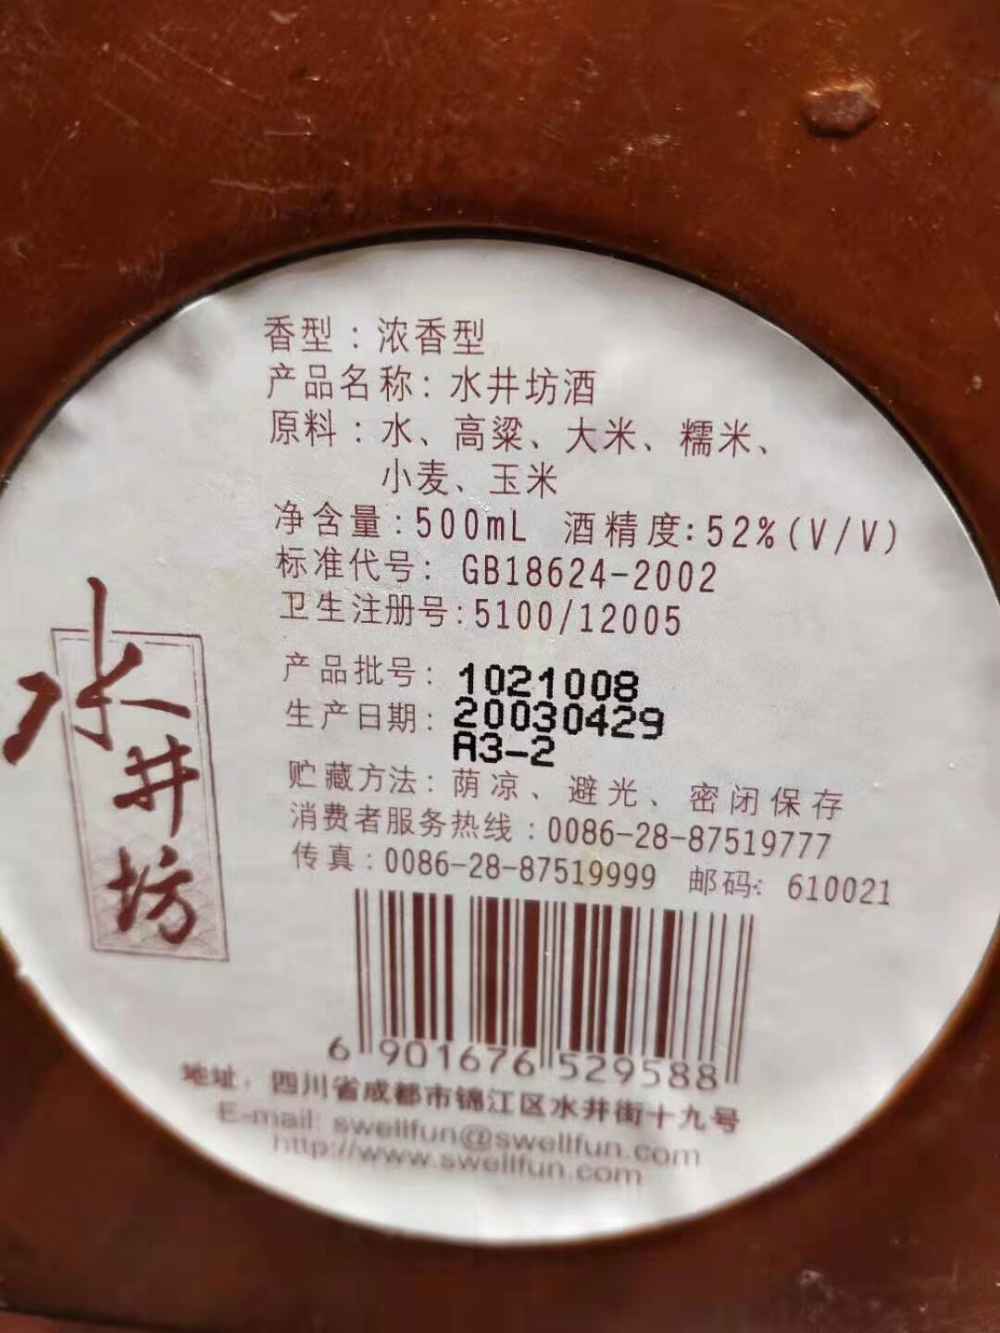 香型：浓香型
产品名称：水井坊酒
原料：水、高粱、大米、糯米、
小麦、玉米
净含量：500mL 酒精度：52%(V/V)
标准代号：GB18624-2002
卫生注册号：5100/12005
产品批号：1021008
生产日期：20030429
A3-2
贮藏方法：荫凉、避光、密闭保存
消费者服务热线：0086-28-87519777
传真：0086-28-87519999 邮码：610021
水井坊
6 901676 529588
地址：四川省成都市锦江区水井街十九号
E-mail: swellfun@swellfun.com
http://www.swellfun.com